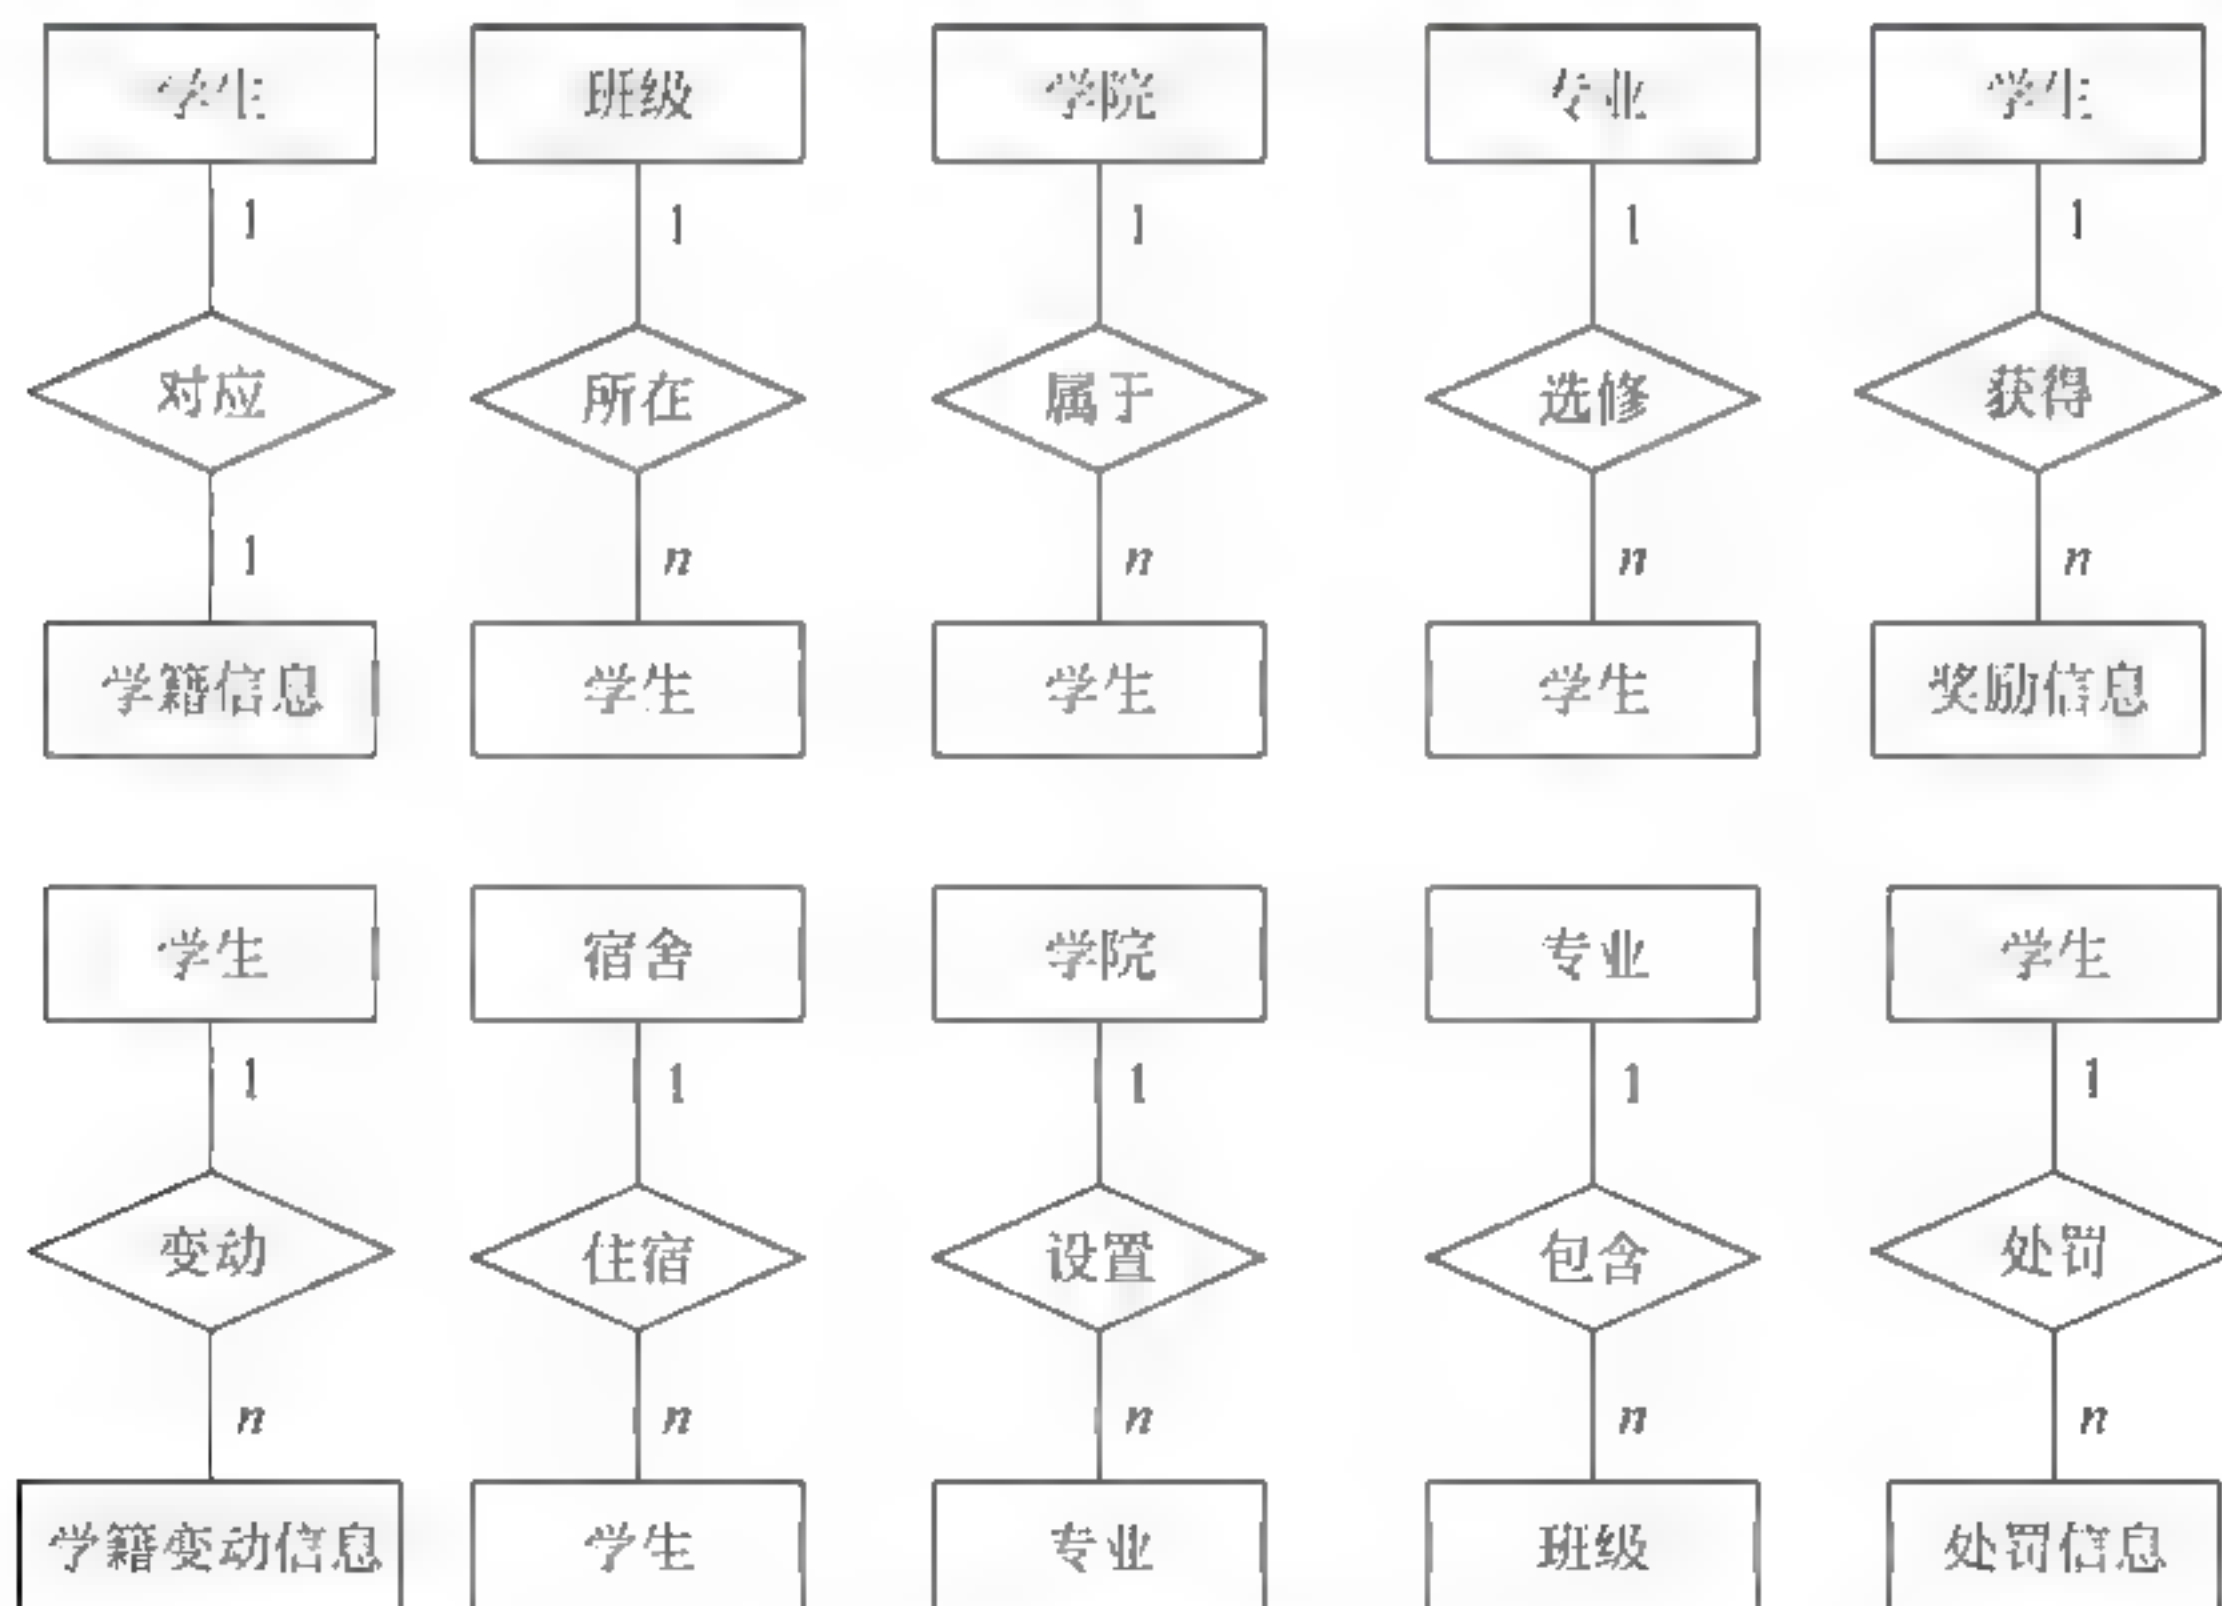 学生 班级 学院 专业 学生
1 1 1 1 1
对应 所在 属于 选修 获得
1 n n n n
学籍信息 学生 学生 学生 奖励信息
学生 宿舍 学院 专业 学生
1 1 1 1 1
变动 住宿 设置 包含 处罚
n n n n n
学籍变动信息 学生 专业 班级 处罚信息